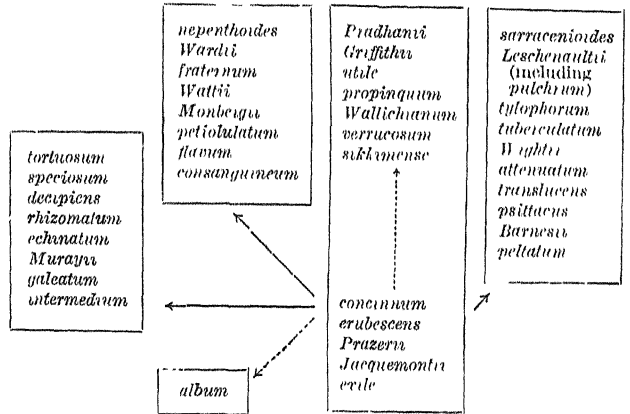 nepenthoides
Wardii
fraternum
Wattii
Monbeigii
petiolulatum
flavum
consanguineum
Pradhanii
Griffithii
utile
propinquum
Wallichianum
verrucosum
sikkimense
sarracenioides
Leschenaultii
(including
pulchrum)
tylophorum
tuberculatum
Wightii
attenuatum
translucens
psittacus
Barnesii
peltatum
tortuosum
speciosum
decipiens
rhizomatum
echinatum
Murayii
galeatum
intermedium
concinnum
erubescens
Prazerii
Jacquemontii
exile
album